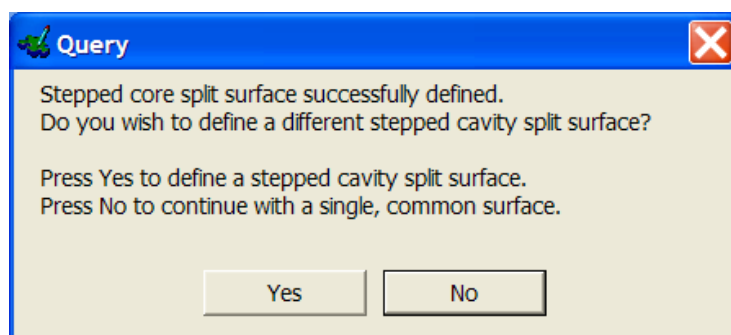 Query
Stepped core split surface successfully defined.
Do you wish to define a different stepped cavity split surface?
Press Yes to define a stepped cavity split surface.
Press No to continue with a single, common surface.
Yes No